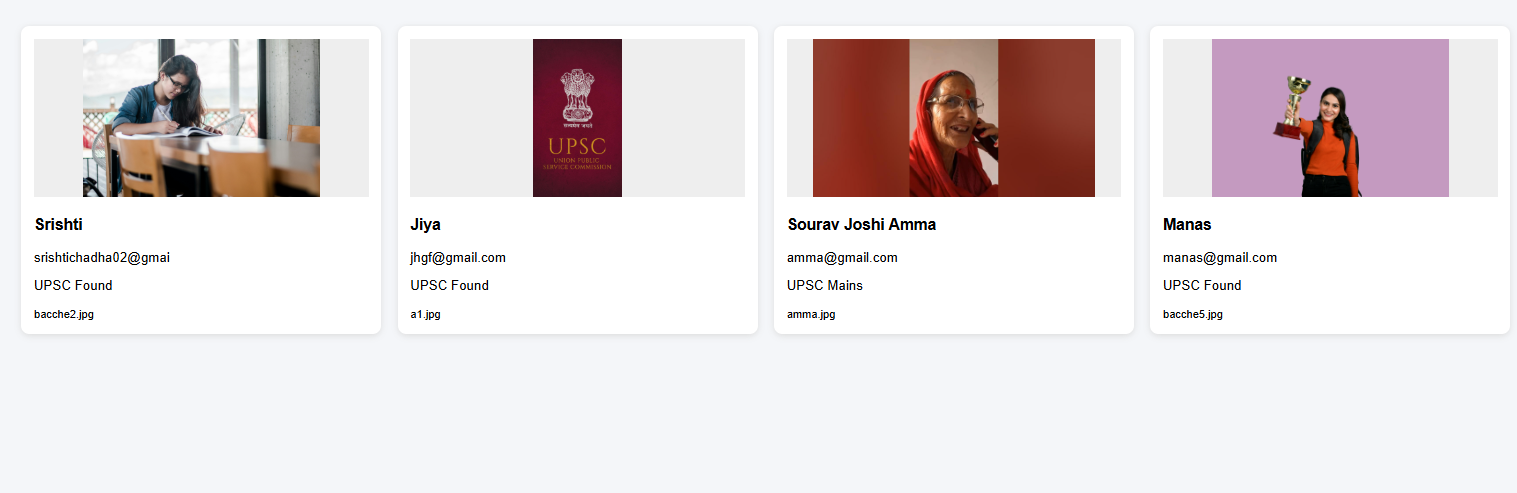 सत्यमेव जयते
UPSC
UNION PUBLIC
SERVICE COMMISSION
Srishti
srishtichadha02@gmai
UPSC Found
bacche2.jpg
Jiya
jhgf@gmail.com
UPSC Found
a1.jpg
Sourav Joshi Amma
amma@gmail.com
UPSC Mains
amma.jpg
Manas
manas@gmail.com
UPSC Found
bacche5.jpg